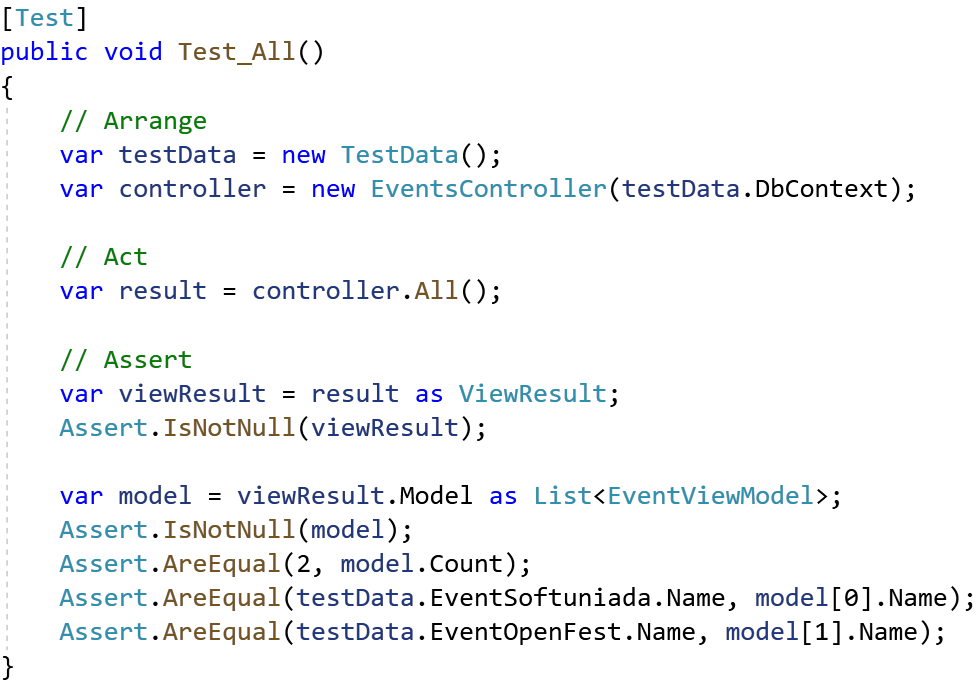 [Test]
public void Test_All()
{
    // Arrange
    var testData = new TestData();
    var controller = new EventsController(testData.DbContext);

    // Act
    var result = controller.All();

    // Assert
    var viewResult = result as ViewResult;
    Assert.IsNotNull(viewResult);

    var model = viewResult.Model as List<EventViewModel>;
    Assert.IsNotNull(model);
    Assert.AreEqual(2, model.Count);
    Assert.AreEqual(testData.EventSoftuniada.Name, model[0].Name);
    Assert.AreEqual(testData.EventOpenFest.Name, model[1].Name);
}